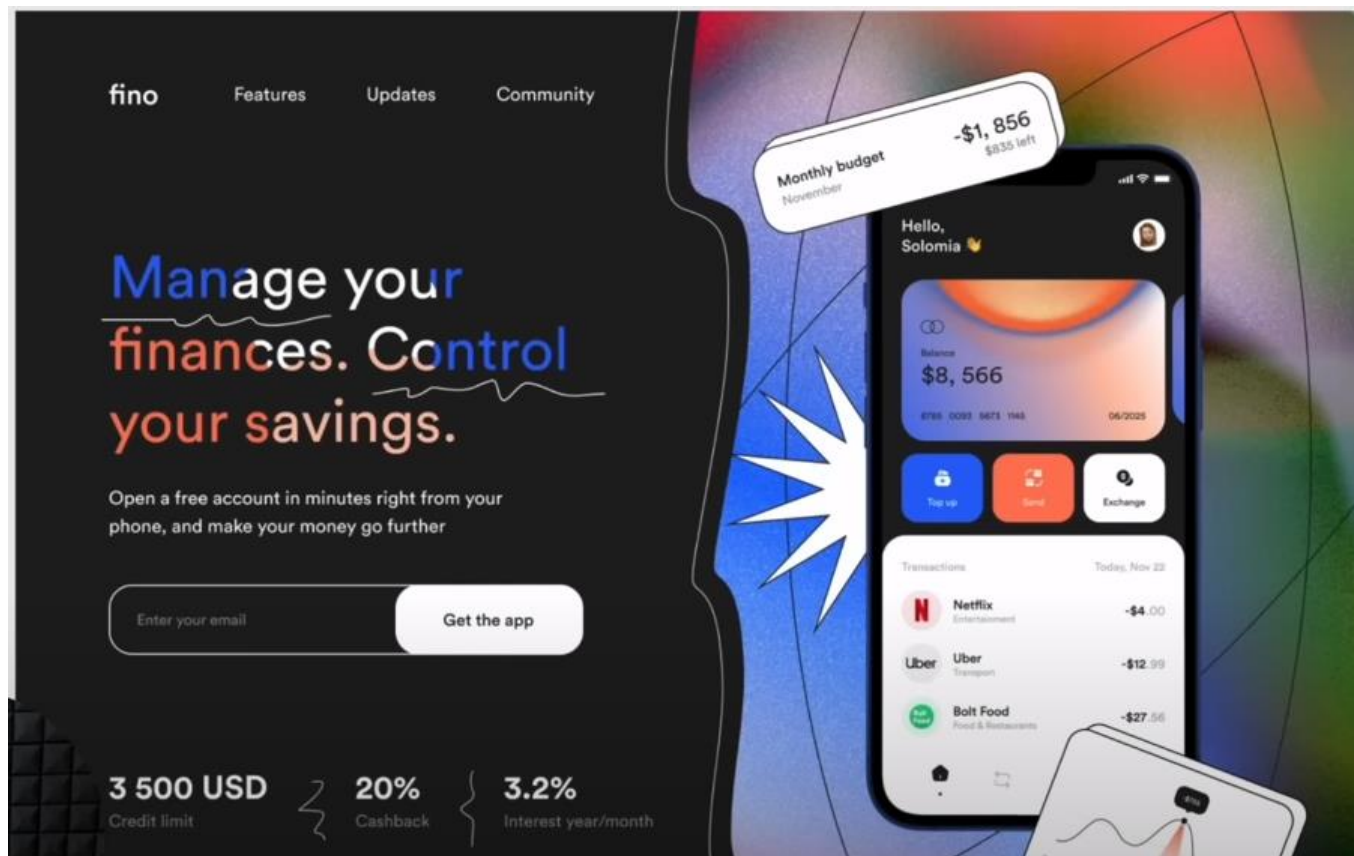 fino
Features
Updates
Community
Manage your
finances. Control
your savings.
Open a free account in minutes right from your
phone, and make your money go further
Enter your email
Get the app
3 500 USD
Credit limit
20%
Cashback
3.2%
Interest year/month
Monthly budget
November
-$1, 856
$835 left
Hello,
Solomia 👋
Balance
$8, 566
06/2025
Top up
Send
Exchange
Transactions
Today, Nov 22
N
Netflix
Entertainment
-$4.00
Uber
Uber
Transport
-$12.99
Bolt
Food
Bolt Food
Food & Restaurants
-$27.56